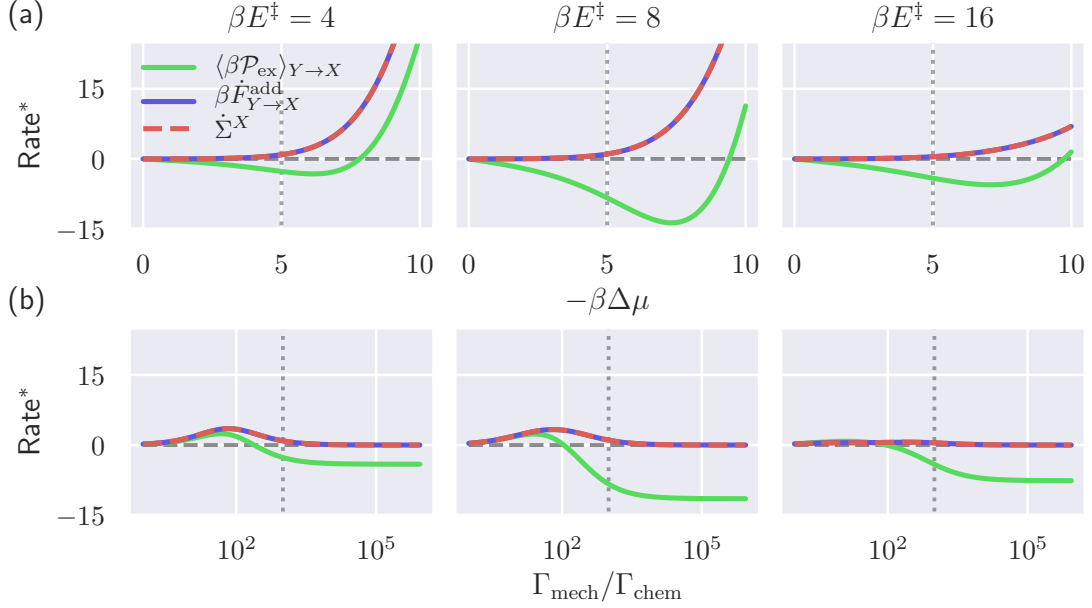 (a)
βE‡ = 4
βE‡ = 8
βE‡ = 16
⟨β𝒫ex⟩Y→X
βḞaddY→X
Σ̇X
Rate*
15
0
−15
0 5 10
0 5 10
0 5 10
−βΔμ
(b)
Rate*
15
0
−15
10² 10⁵
10² 10⁵
10² 10⁵
Γmech/Γchem